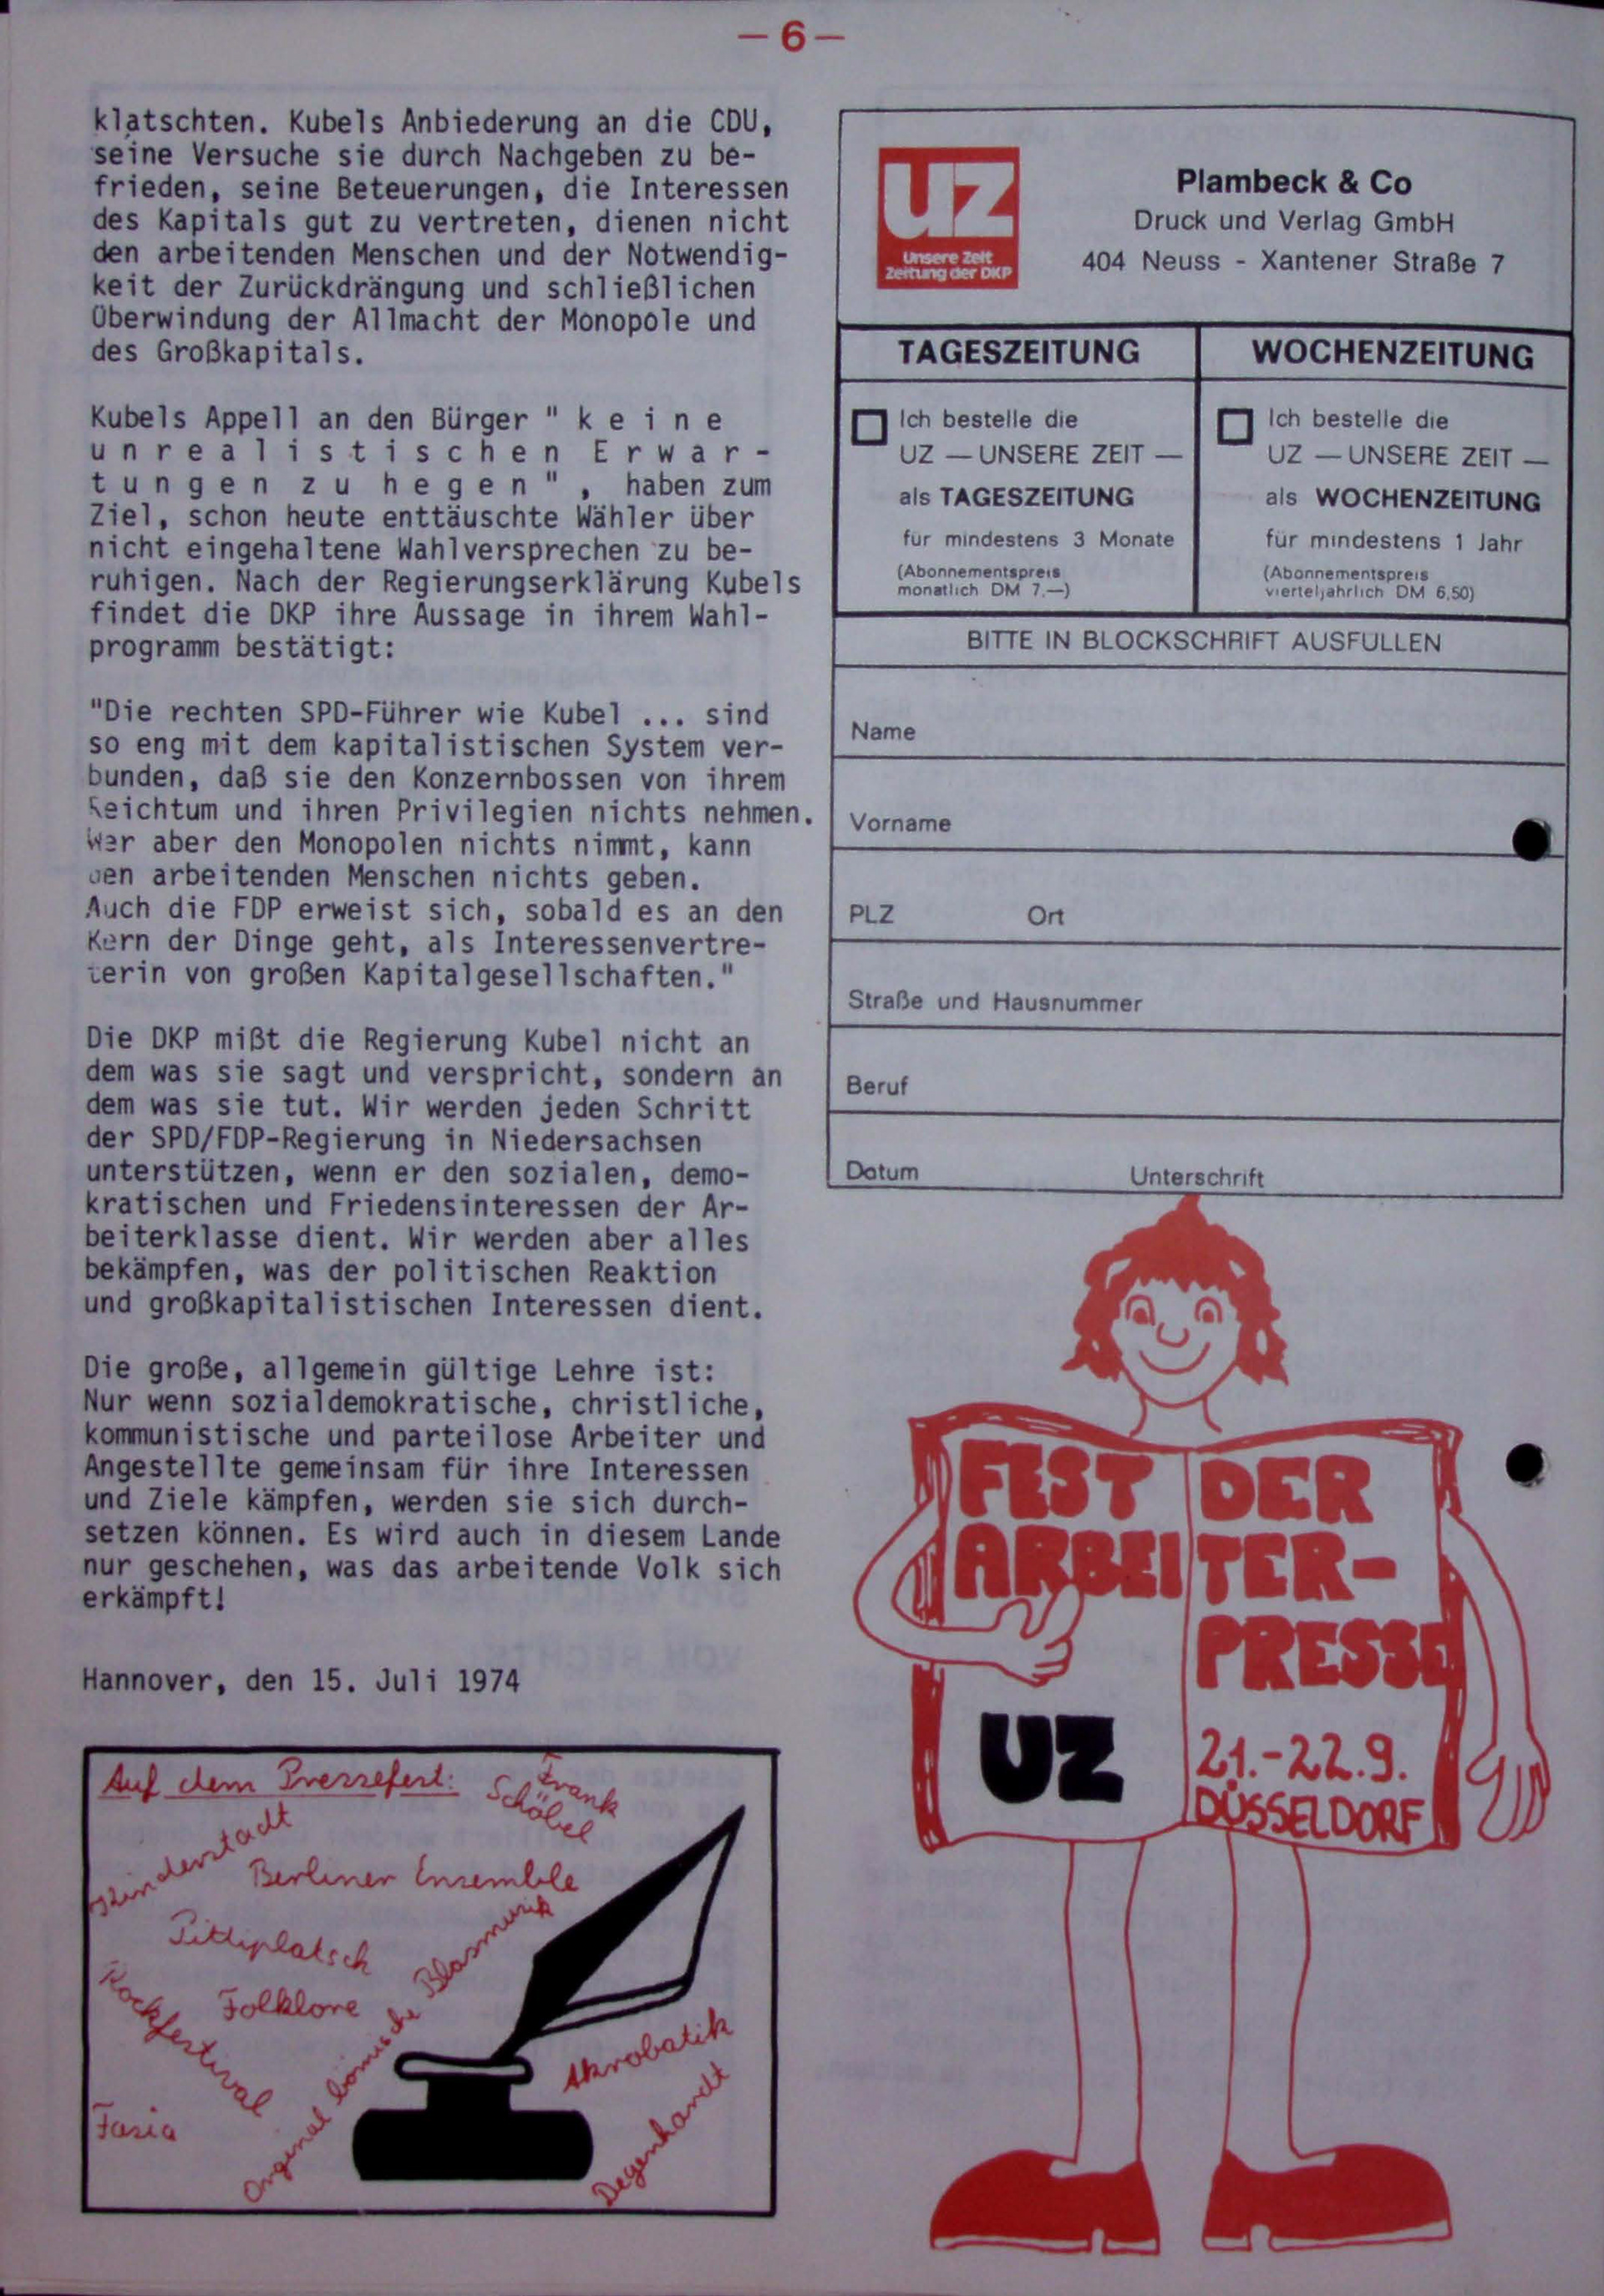 — 6 —
klatschten. Kubels Anbiederung an die CDU,
seine Versuche sie durch Nachgeben zu be-
frieden, seine Beteuerungen, die Interessen
des Kapitals gut zu vertreten, dienen nicht
den arbeitenden Menschen und der Notwendig-
keit der Zurückdrängung und schließlichen
Überwindung der Allmacht der Monopole und
des Großkapitals.
Kubels Appell an den Bürger " k e i n e
u n r e a l i s t i s c h e n  E r w a r -
t u n g e n  z u  h e g e n " , haben zum
Ziel, schon heute enttäuschte Wähler über
nicht eingehaltene Wahlversprechen zu be-
ruhigen. Nach der Regierungserklärung Kubels
findet die DKP ihre Aussage in ihrem Wahl-
programm bestätigt:
"Die rechten SPD-Führer wie Kubel ... sind
so eng mit dem kapitalistischen System ver-
bunden, daß sie den Konzernbossen von ihrem
Reichtum und ihren Privilegien nichts nehmen.
Wer aber den Monopolen nichts nimmt, kann
den arbeitenden Menschen nichts geben.
Auch die FDP erweist sich, sobald es an den
Kern der Dinge geht, als Interessenvertre-
terin von großen Kapitalgesellschaften."
Die DKP mißt die Regierung Kubel nicht an
dem was sie sagt und verspricht, sondern an
dem was sie tut. Wir werden jeden Schritt
der SPD/FDP-Regierung in Niedersachsen
unterstützen, wenn er den sozialen, demo-
kratischen und Friedensinteressen der Ar-
beiterklasse dient. Wir werden aber alles
bekämpfen, was der politischen Reaktion
und großkapitalistischen Interessen dient.
Die große, allgemein gültige Lehre ist:
Nur wenn sozialdemokratische, christliche,
kommunistische und parteilose Arbeiter und
Angestellte gemeinsam für ihre Interessen
und Ziele kämpfen, werden sie sich durch-
setzen können. Es wird auch in diesem Lande
nur geschehen, was das arbeitende Volk sich
erkämpft!
Hannover, den 15. Juli 1974
Auf dem Pressefest:
Frank
Schöbel
Kinderstadt
Berliner Ensemble
Pittiplatsch
Folklore
Rockfestival
Orginal bömische Blasmusik
Akrobatik
Fasia
Degenhardt
UZ
Unsere Zeit
Zeitung der DKP
Plambeck & Co
Druck und Verlag GmbH
404 Neuss - Xantener Straße 7
TAGESZEITUNG
Ich bestelle die
UZ — UNSERE ZEIT —
als TAGESZEITUNG
für mindestens 3 Monate
(Abonnementspreis
monatlich DM 7,—)
WOCHENZEITUNG
Ich bestelle die
UZ — UNSERE ZEIT —
als WOCHENZEITUNG
für mindestens 1 Jahr
(Abonnementspreis
vierteljährlich DM 6,50)
BITTE IN BLOCKSCHRIFT AUSFULLEN
Name
Vorname
PLZ Ort
Straße und Hausnummer
Beruf
Datum Unterschrift
FEST DER
ARBEITER-
PRESSE
UZ
21.-22.9.
DÜSSELDORF